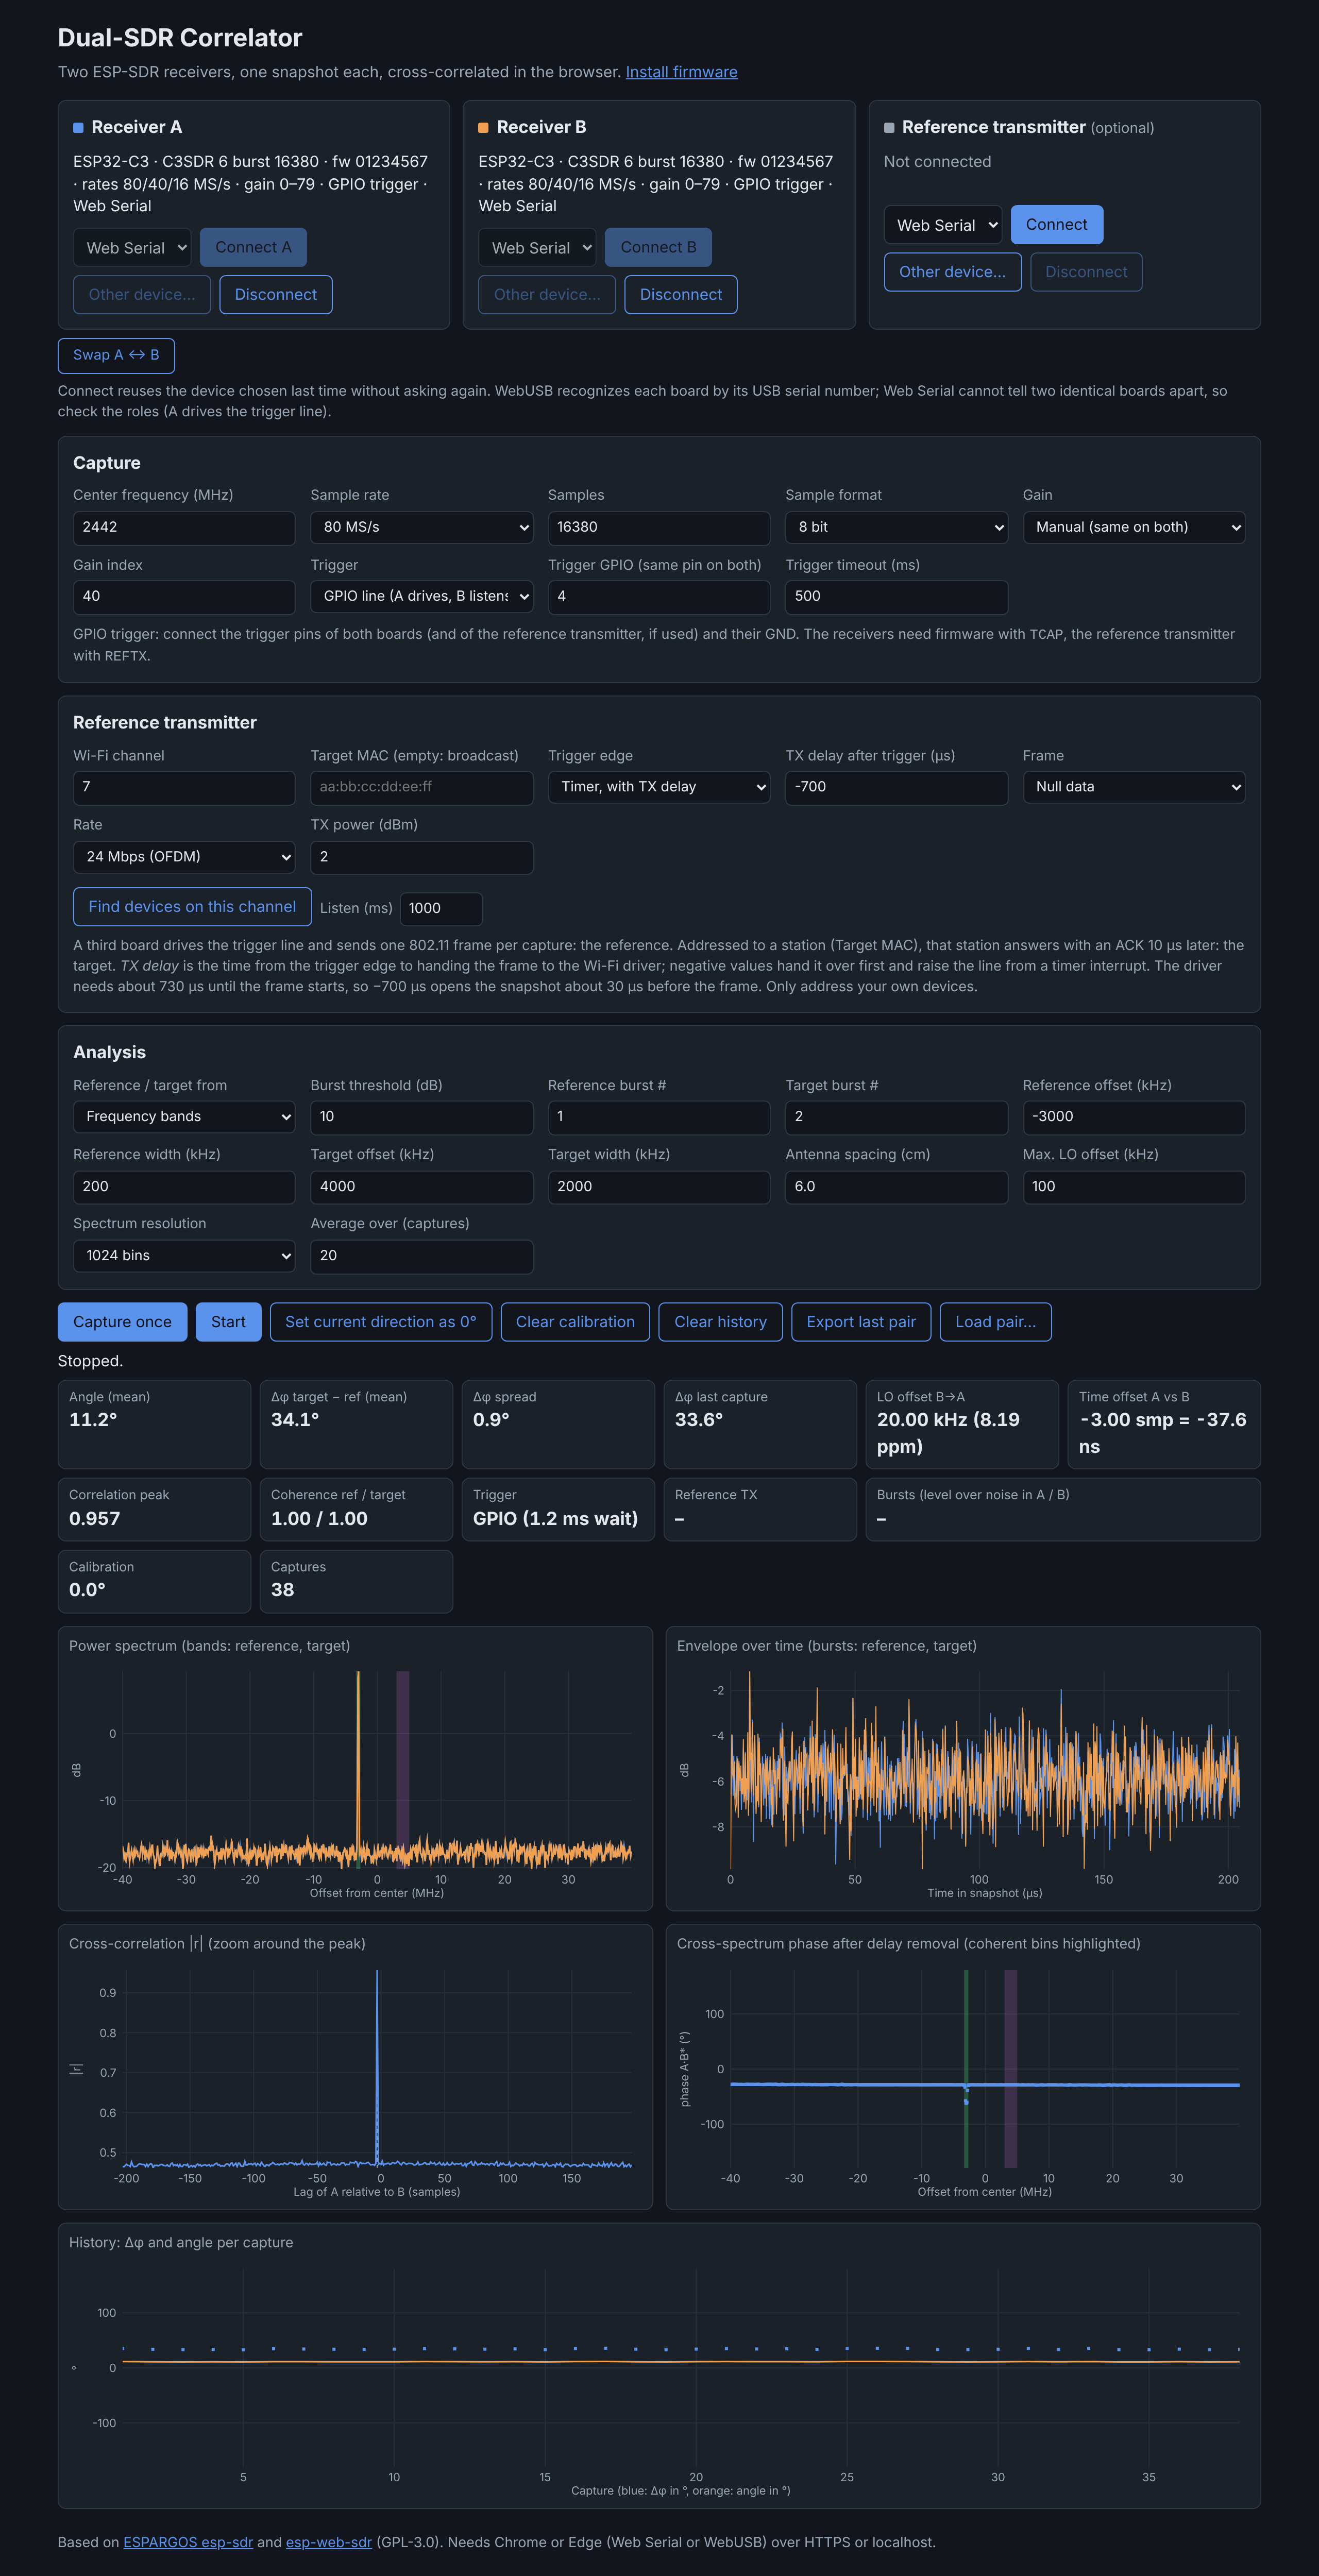 Dual-SDR Correlator
Two ESP-SDR receivers, one snapshot each, cross-correlated in the browser. Install firmware
Receiver A
ESP32-C3 · C3SDR 6 burst 16380 · fw 01234567
· rates 80/40/16 MS/s · gain 0–79 · GPIO trigger ·
Web Serial
Web Serial
Connect A
Other device...
Disconnect
Receiver B
ESP32-C3 · C3SDR 6 burst 16380 · fw 01234567
· rates 80/40/16 MS/s · gain 0–79 · GPIO trigger ·
Web Serial
Web Serial
Connect B
Other device...
Disconnect
Reference transmitter (optional)
Not connected
Web Serial
Connect
Other device...
Disconnect
Swap A ↔ B
Connect reuses the device chosen last time without asking again. WebUSB recognizes each board by its USB serial number; Web Serial cannot tell two identical boards apart, so
check the roles (A drives the trigger line).
Capture
Center frequency (MHz)
Sample rate
Samples
Sample format
Gain
2442
80 MS/s
16380
8 bit
Manual (same on both)
Gain index
Trigger
Trigger GPIO (same pin on both)
Trigger timeout (ms)
40
GPIO line (A drives, B listens
4
500
GPIO trigger: connect the trigger pins of both boards (and of the reference transmitter, if used) and their GND. The receivers need firmware with TCAP, the reference transmitter
with REFTX.
Reference transmitter
Wi-Fi channel
Target MAC (empty: broadcast)
Trigger edge
TX delay after trigger (µs)
Frame
7
aa:bb:cc:dd:ee:ff
Timer, with TX delay
-700
Null data
Rate
TX power (dBm)
24 Mbps (OFDM)
2
Find devices on this channel
Listen (ms)
1000
A third board drives the trigger line and sends one 802.11 frame per capture: the reference. Addressed to a station (Target MAC), that station answers with an ACK 10 µs later: the
target. TX delay is the time from the trigger edge to handing the frame to the Wi-Fi driver; negative values hand it over first and raise the line from a timer interrupt. The driver
needs about 730 µs until the frame starts, so −700 µs opens the snapshot about 30 µs before the frame. Only address your own devices.
Analysis
Reference / target from
Burst threshold (dB)
Reference burst #
Target burst #
Reference offset (kHz)
Frequency bands
10
1
2
-3000
Reference width (kHz)
Target offset (kHz)
Target width (kHz)
Antenna spacing (cm)
Max. LO offset (kHz)
200
4000
2000
6.0
100
Spectrum resolution
Average over (captures)
1024 bins
20
Capture once
Start
Set current direction as 0°
Clear calibration
Clear history
Export last pair
Load pair...
Stopped.
Angle (mean)
11.2°
Δφ target − ref (mean)
34.1°
Δφ spread
0.9°
Δφ last capture
33.6°
LO offset B→A
20.00 kHz (8.19
ppm)
Time offset A vs B
-3.00 smp = -37.6
ns
Correlation peak
0.957
Coherence ref / target
1.00 / 1.00
Trigger
GPIO (1.2 ms wait)
Reference TX
–
Bursts (level over noise in A / B)
–
Calibration
0.0°
Captures
38
Power spectrum (bands: reference, target)
dB
0
-10
-20
-40 -30 -20 -10 0 10 20 30
Offset from center (MHz)
Envelope over time (bursts: reference, target)
dB
-2
-4
-6
-8
0 50 100 150 200
Time in snapshot (µs)
Cross-correlation |r| (zoom around the peak)
|r|
0.9
0.8
0.7
0.6
0.5
-200 -150 -100 -50 0 50 100 150
Lag of A relative to B (samples)
Cross-spectrum phase after delay removal (coherent bins highlighted)
phase A·B* (°)
100
0
-100
-40 -30 -20 -10 0 10 20 30
Offset from center (MHz)
History: Δφ and angle per capture
°
100
0
-100
5 10 15 20 25 30 35
Capture (blue: Δφ in °, orange: angle in °)
Based on ESPARGOS esp-sdr and esp-web-sdr (GPL-3.0). Needs Chrome or Edge (Web Serial or WebUSB) over HTTPS or localhost.